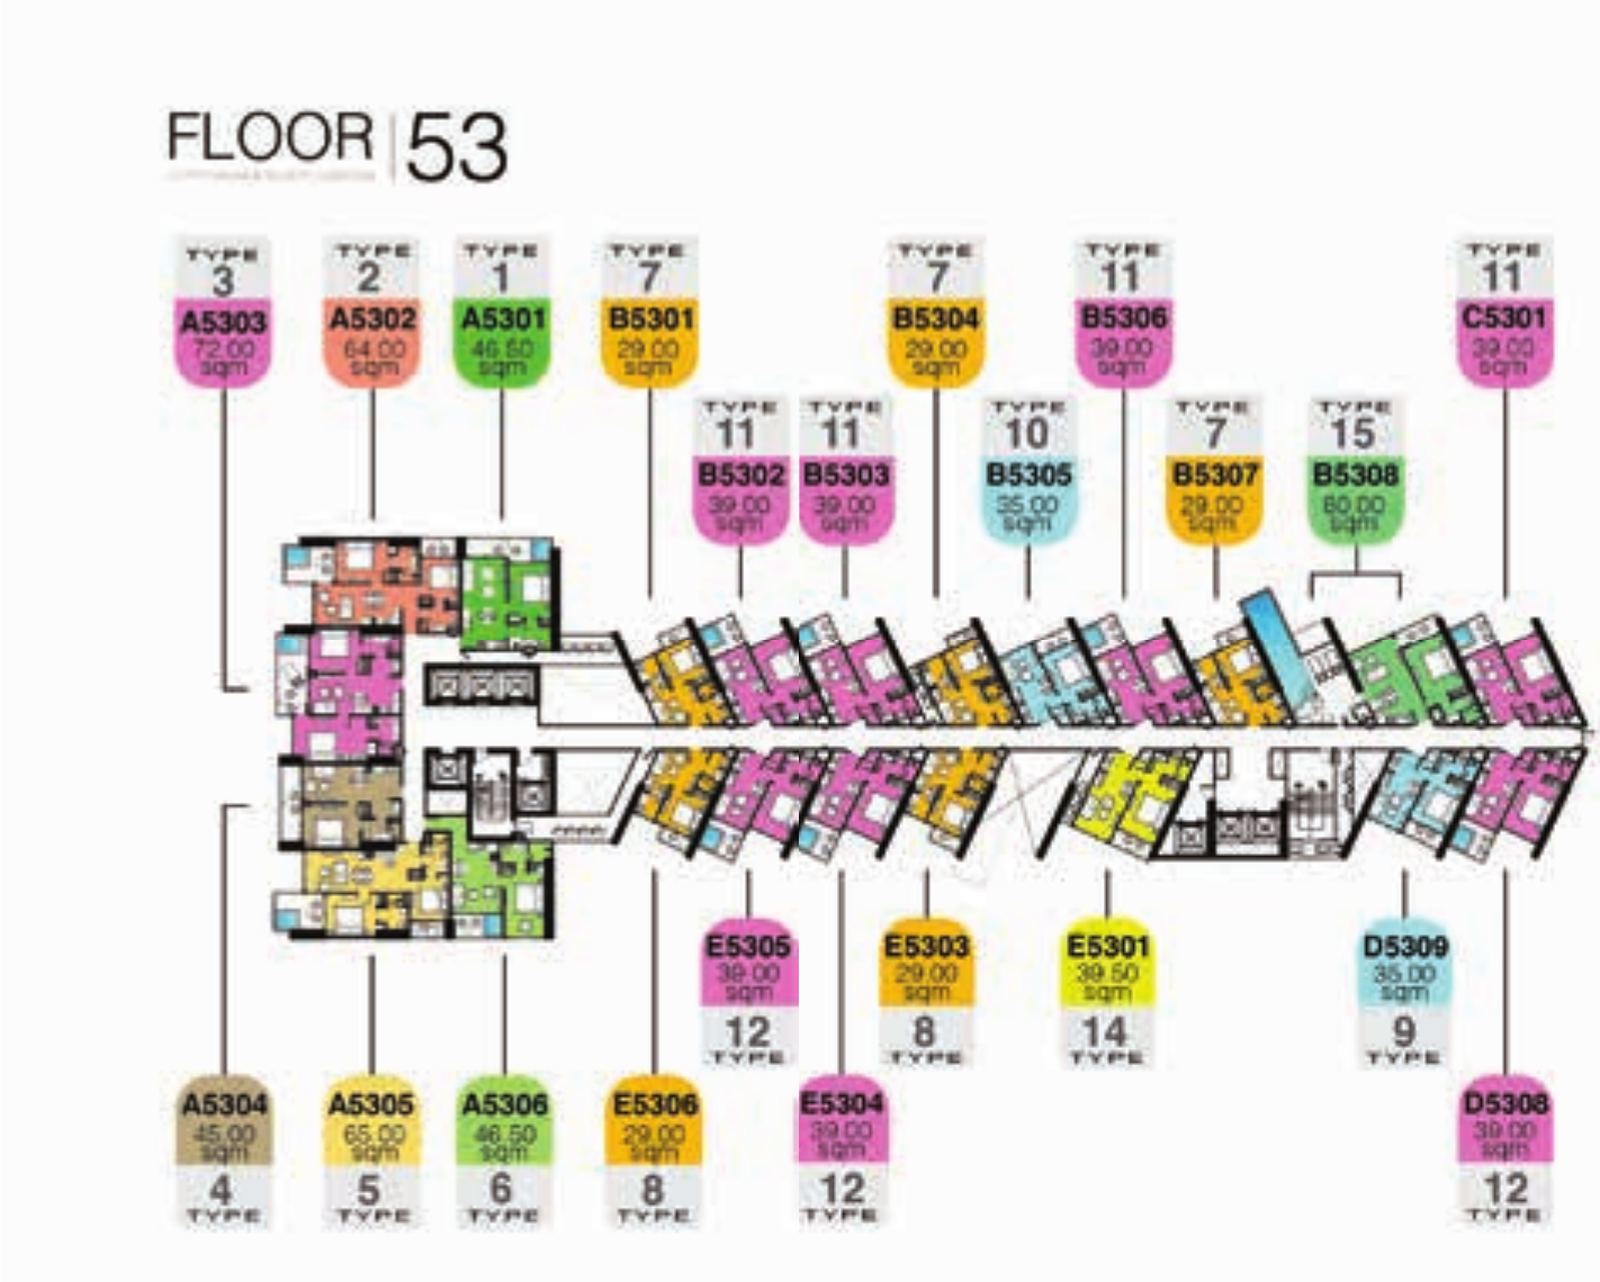 FLOOR 53
TYPE
3
A5303
72.00
sqm
TYPE
2
A5302
64.00
sqm
TYPE
1
A5301
46.50
sqm
TYPE
7
B5301
29.00
sqm
TYPE
7
B5304
29.00
sqm
TYPE
11
B5306
39.00
sqm
TYPE
11
C5301
39.00
sqm
TYPE
11
B5302
39.00
sqm
TYPE
11
B5303
39.00
sqm
TYPE
10
B5305
35.00
sqm
TYPE
7
B5307
29.00
sqm
TYPE
15
B5308
60.00
sqm
E5305
39.00
sqm
12
TYPE
E5303
29.00
sqm
8
TYPE
E5301
39.50
sqm
14
TYPE
D5309
35.00
sqm
9
TYPE
A5304
45.00
sqm
4
TYPE
A5305
65.00
sqm
5
TYPE
A5306
46.50
sqm
6
TYPE
E5306
29.00
sqm
8
TYPE
E5304
39.00
sqm
12
TYPE
D5308
39.00
sqm
12
TYPE